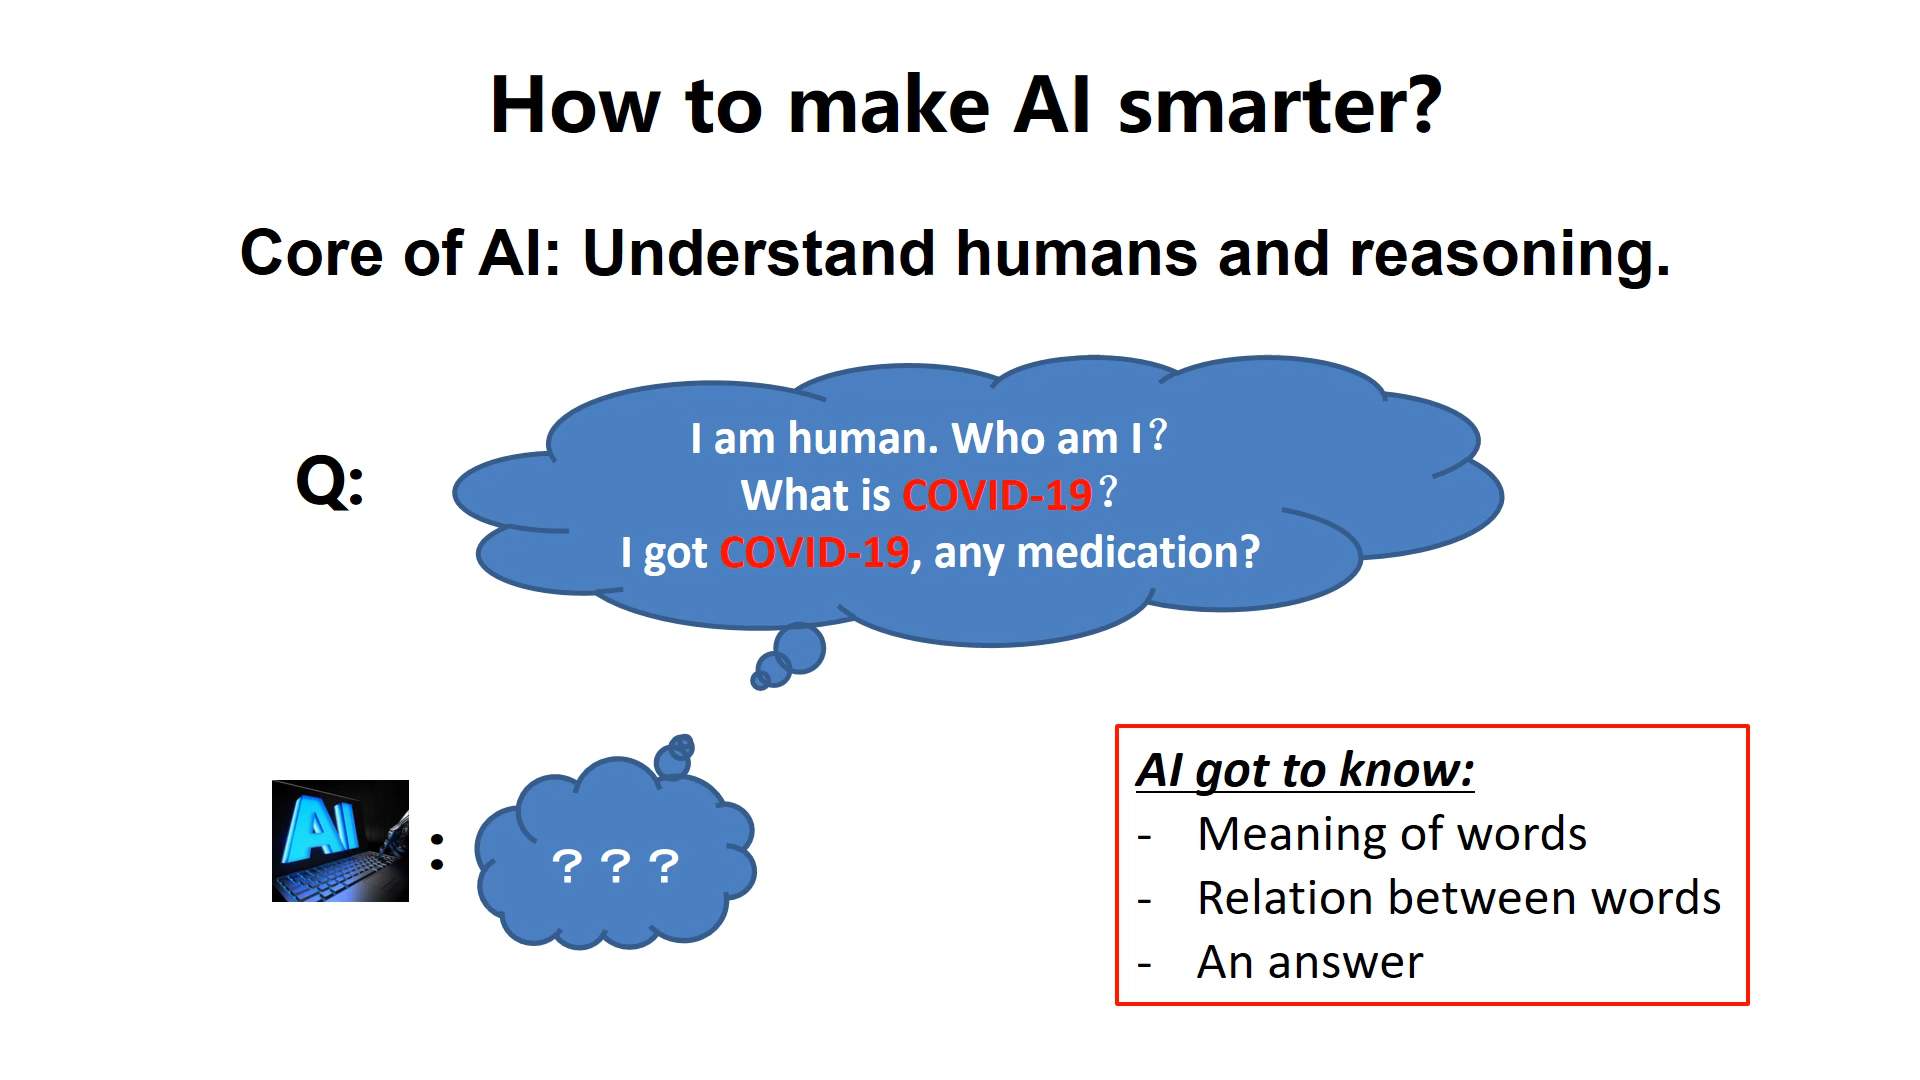 How to make AI smarter?
Core of AI: Understand humans and reasoning.
Q:
I am human. Who am I？
What is COVID-19？
I got COVID-19, any medication?
AI
:
？？？
AI got to know:
- Meaning of words
- Relation between words
- An answer